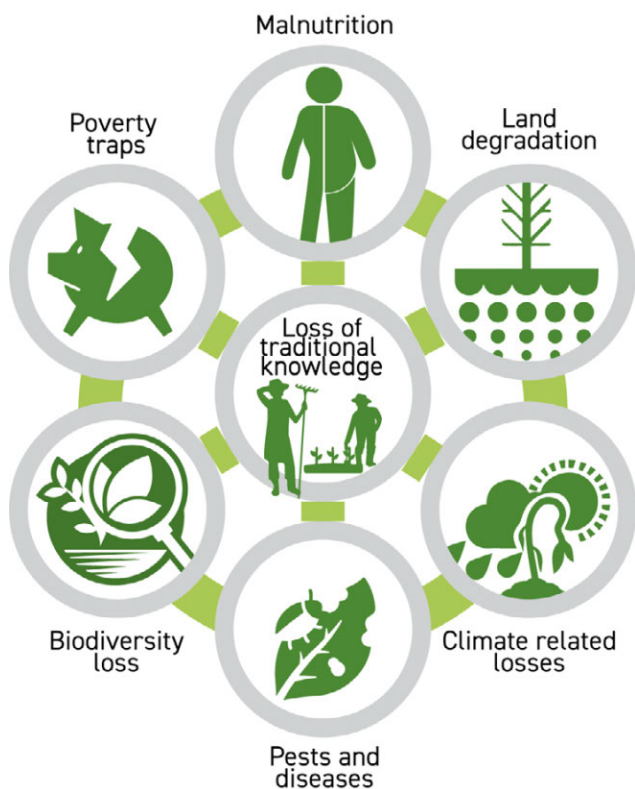 Malnutrition
Poverty
traps
Land
degradation
Loss of
traditional
knowledge
Biodiversity
loss
Climate related
losses
Pests and
diseases